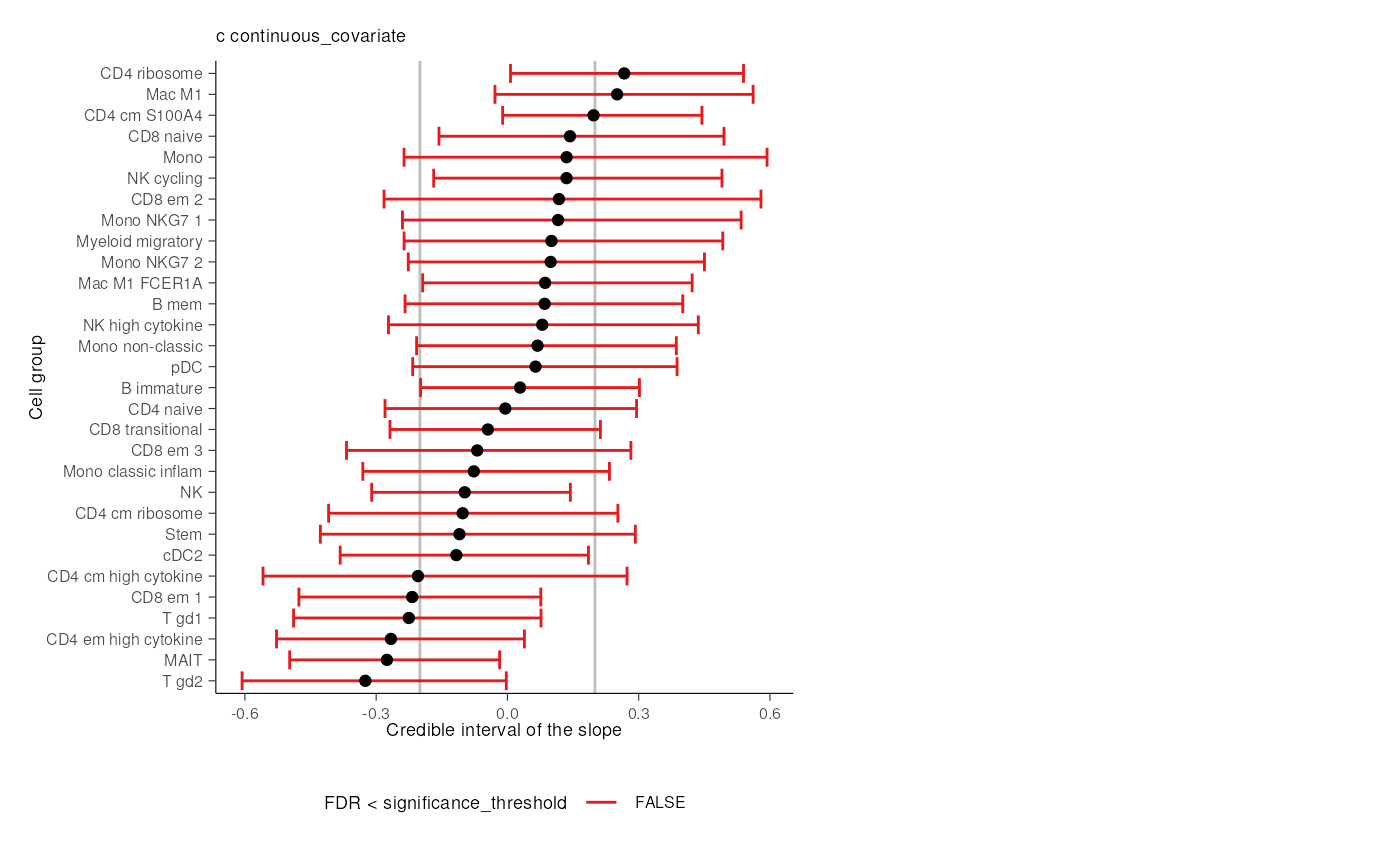 c continuous_covariate
CD4 ribosome
Mac M1
CD4 cm S100A4
CD8 naive
Mono
NK cycling
CD8 em 2
Mono NKG7 1
Myeloid migratory
Mono NKG7 2
Mac M1 FCER1A
B mem
NK high cytokine
Mono non-classic
pDC
B immature
CD4 naive
CD8 transitional
CD8 em 3
Mono classic inflam
NK
CD4 cm ribosome
Stem
cDC2
CD4 cm high cytokine
CD8 em 1
T gd1
CD4 em high cytokine
MAIT
T gd2
Cell group
-0.6 -0.3 0.0 0.3 0.6
Credible interval of the slope
FDR < significance_threshold FALSE